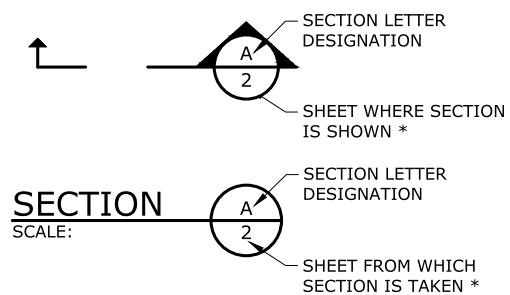 SECTION LETTER
DESIGNATION
A
2
SHEET WHERE SECTION
IS SHOWN *
SECTION LETTER
DESIGNATION
SECTION
A
SCALE:
2
SHEET FROM WHICH
SECTION IS TAKEN *